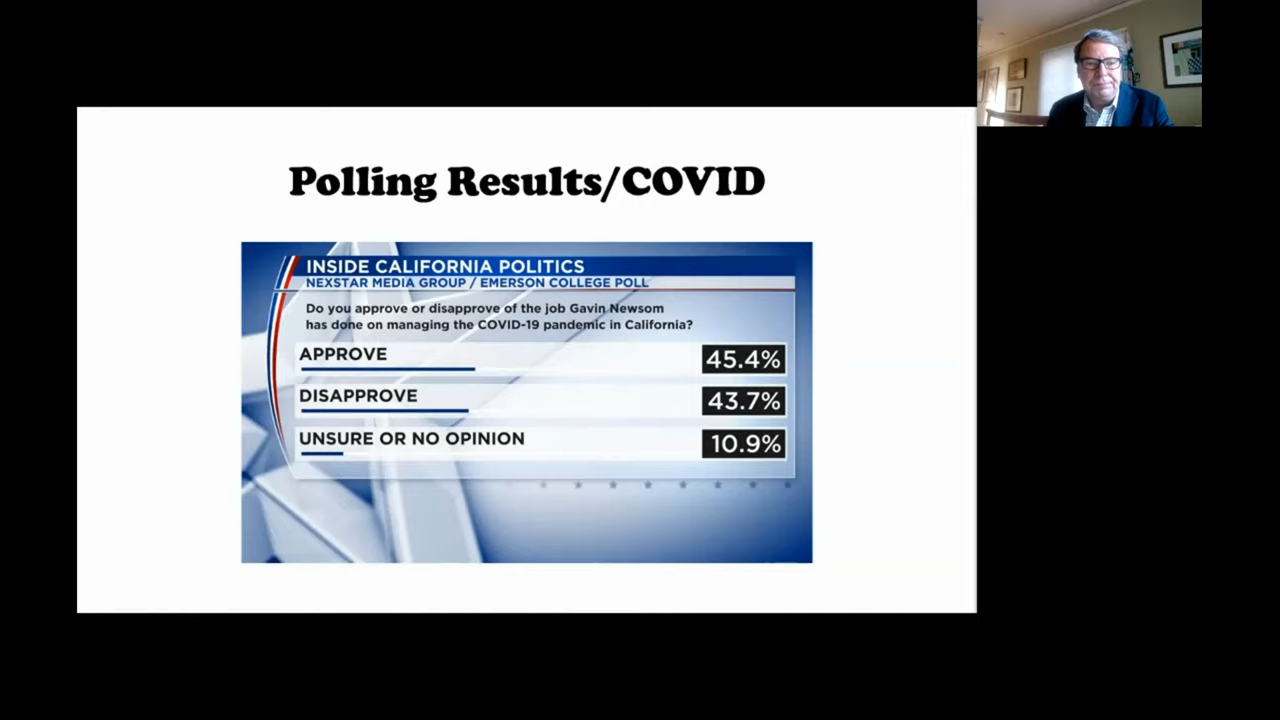 Polling Results/COVID
INSIDE CALIFORNIA POLITICS
NEXSTAR MEDIA GROUP / EMERSON COLLEGE POLL
Do you approve or disapprove of the job Gavin Newsom
has done on managing the COVID-19 pandemic in California?
APPROVE 45.4%
DISAPPROVE 43.7%
UNSURE OR NO OPINION 10.9%